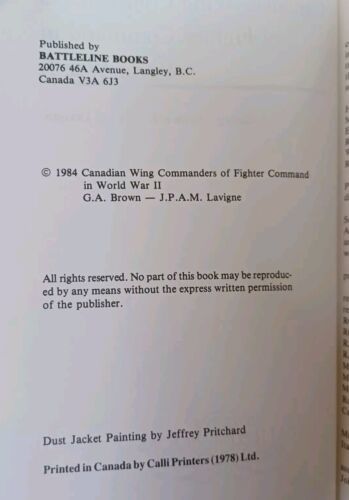 Published by
BATTLELINE BOOKS
20076 46A Avenue, Langley, B.C.
Canada V3A 6J3
© 1984 Canadian Wing Commanders of Fighter Command
in World War II
G.A. Brown — J.P.A.M. Lavigne
All rights reserved. No part of this book may be reproduc-
ed by any means without the express written permission
of the publisher.
Dust Jacket Painting by Jeffrey Pritchard
Printed in Canada by Calli Printers (1978) Ltd.